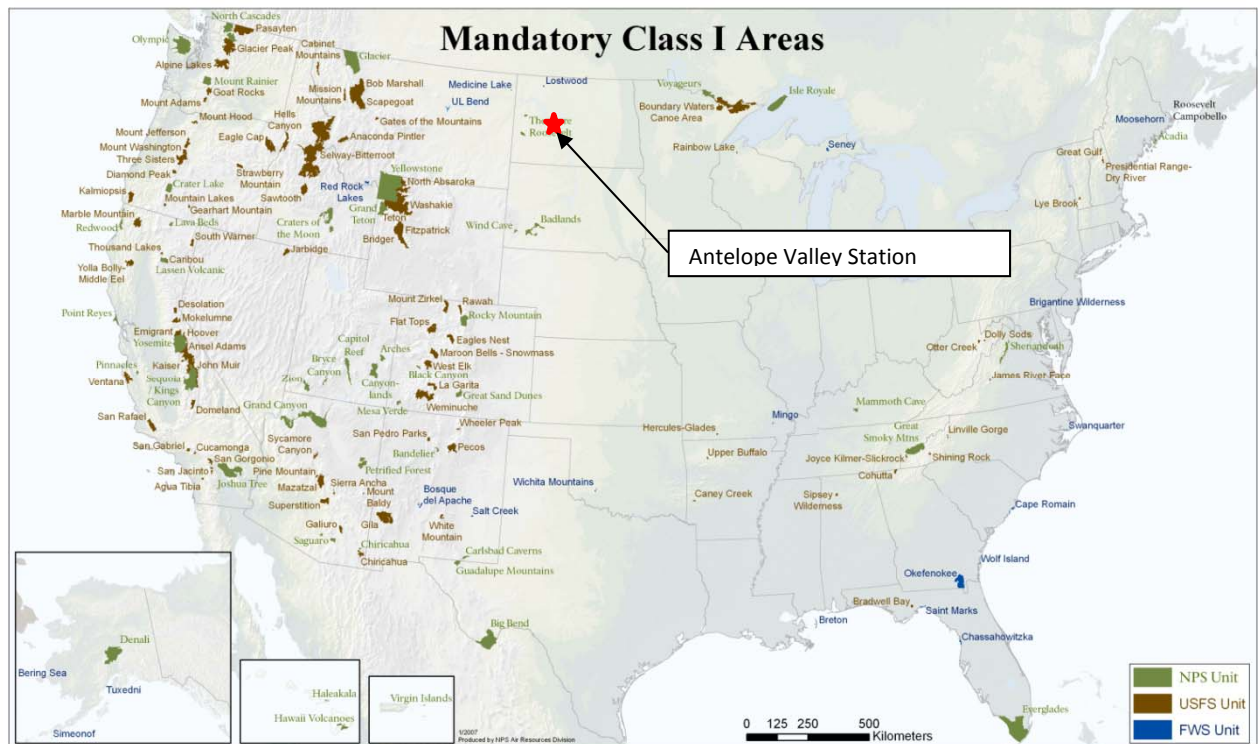 Mandatory Class I Areas
North Cascades
Pasayten
Olympic
Glacier Peak
Alpine Lakes
Mount Rainier
Goat Rocks
Mount Adams
Cabinet
Mountains
Glacier
Bob Marshall
Mission
Mountains
Scapegoat
Medicine Lake
UL Bend
Lostwood
Voyageurs
Isle Royale
Boundary Waters
Canoe Area
Rainbow Lake
Seney
Moosehorn
Roosevelt
Campobello
Acadia
Great Gulf
Presidential Range-
Dry River
Lye Brook
Mount Hood
Hells
Canyon
Gates of the Mountains
Mount Jefferson
Eagle Cap
Anaconda Pintler
Mount Washington
Three Sisters
Selway-Bitterroot
Diamond Peak
Strawberry
Mountain
Yellowstone
North Absaroka
Red Rock
Lakes
Kalmiopsis
Crater Lake
Mountain Lakes
Sawtooth
Washakie
Grand
Teton
Teton
Gearhart Mountain
Marble Mountain
Redwood
Lava Beds
Craters of
the Moon
Fitzpatrick
Bridger
Wind Cave
Badlands
South Warner
Thousand Lakes
Caribou
Jarbidge
Yolla Bolly-
Middle Eel
Lassen Volcanic
Antelope Valley Station
Desolation
Mokelumne
Point Reyes
Emigrant
Hoover
Yosemite
Ansel Adams
Pinnacles
Kaiser
John Muir
Ventana
Sequoia
/ Kings
Canyon
Mount Zirkel
Rawah
Rocky Mountain
Flat Tops
Capitol
Reef
Arches
Eagles Nest
Bryce
Canyon
Maroon Bells - Snowmass
West Elk
Black Canyon
Zion
Canyon-
lands
La Garita
Great Sand Dunes
Weminuche
Mesa Verde
Domeland
Grand Canyon
San Rafael
Wheeler Peak
San Pedro Parks
Sycamore
Canyon
Bandelier
Pecos
San Gabriel
Cucamonga
San Gorgonio
San Jacinto
Pine Mountain
Petrified Forest
Agua Tibia
Joshua Tree
Mazatzal
Sierra Ancha
Mount
Baldy
Bosque
del Apache
Superstition
Salt Creek
Galiuro
Gila
White
Mountain
Saguaro
Chiricahua
Chiricahua
Carlsbad Caverns
Guadalupe Mountains
Big Bend
Wichita Mountains
Hercules-Glades
Upper Buffalo
Caney Creek
Mingo
Mammoth Cave
Brigantine Wilderness
Dolly Sods
Otter Creek
Shenandoah
James River Face
Great
Smoky Mtns
Linville Gorge
Swanquarter
Joyce Kilmer-Slickrock
Shining Rock
Cohutta
Sipsey
Wilderness
Cape Romain
Wolf Island
Okefenokee
Bradwell Bay
Saint Marks
Breton
Chassahowitzka
Everglades
Denali
Bering Sea
Tuxedni
Simeonof
Haleakala
Hawaii Volcanoes
Virgin Islands
1/2007
Produced by NPS Air Resources Division
0 125 250 500
Kilometers
NPS Unit
USFS Unit
FWS Unit